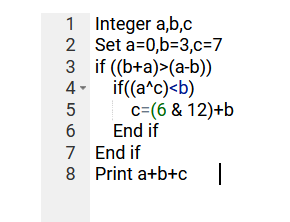 1 Integer a,b,c
2 Set a=0,b=3,c=7
3 if ((b+a)>(a-b))
4 if((a^c)<b)
5 c=(6 & 12)+b
6 End if
7 End if
8 Print a+b+c